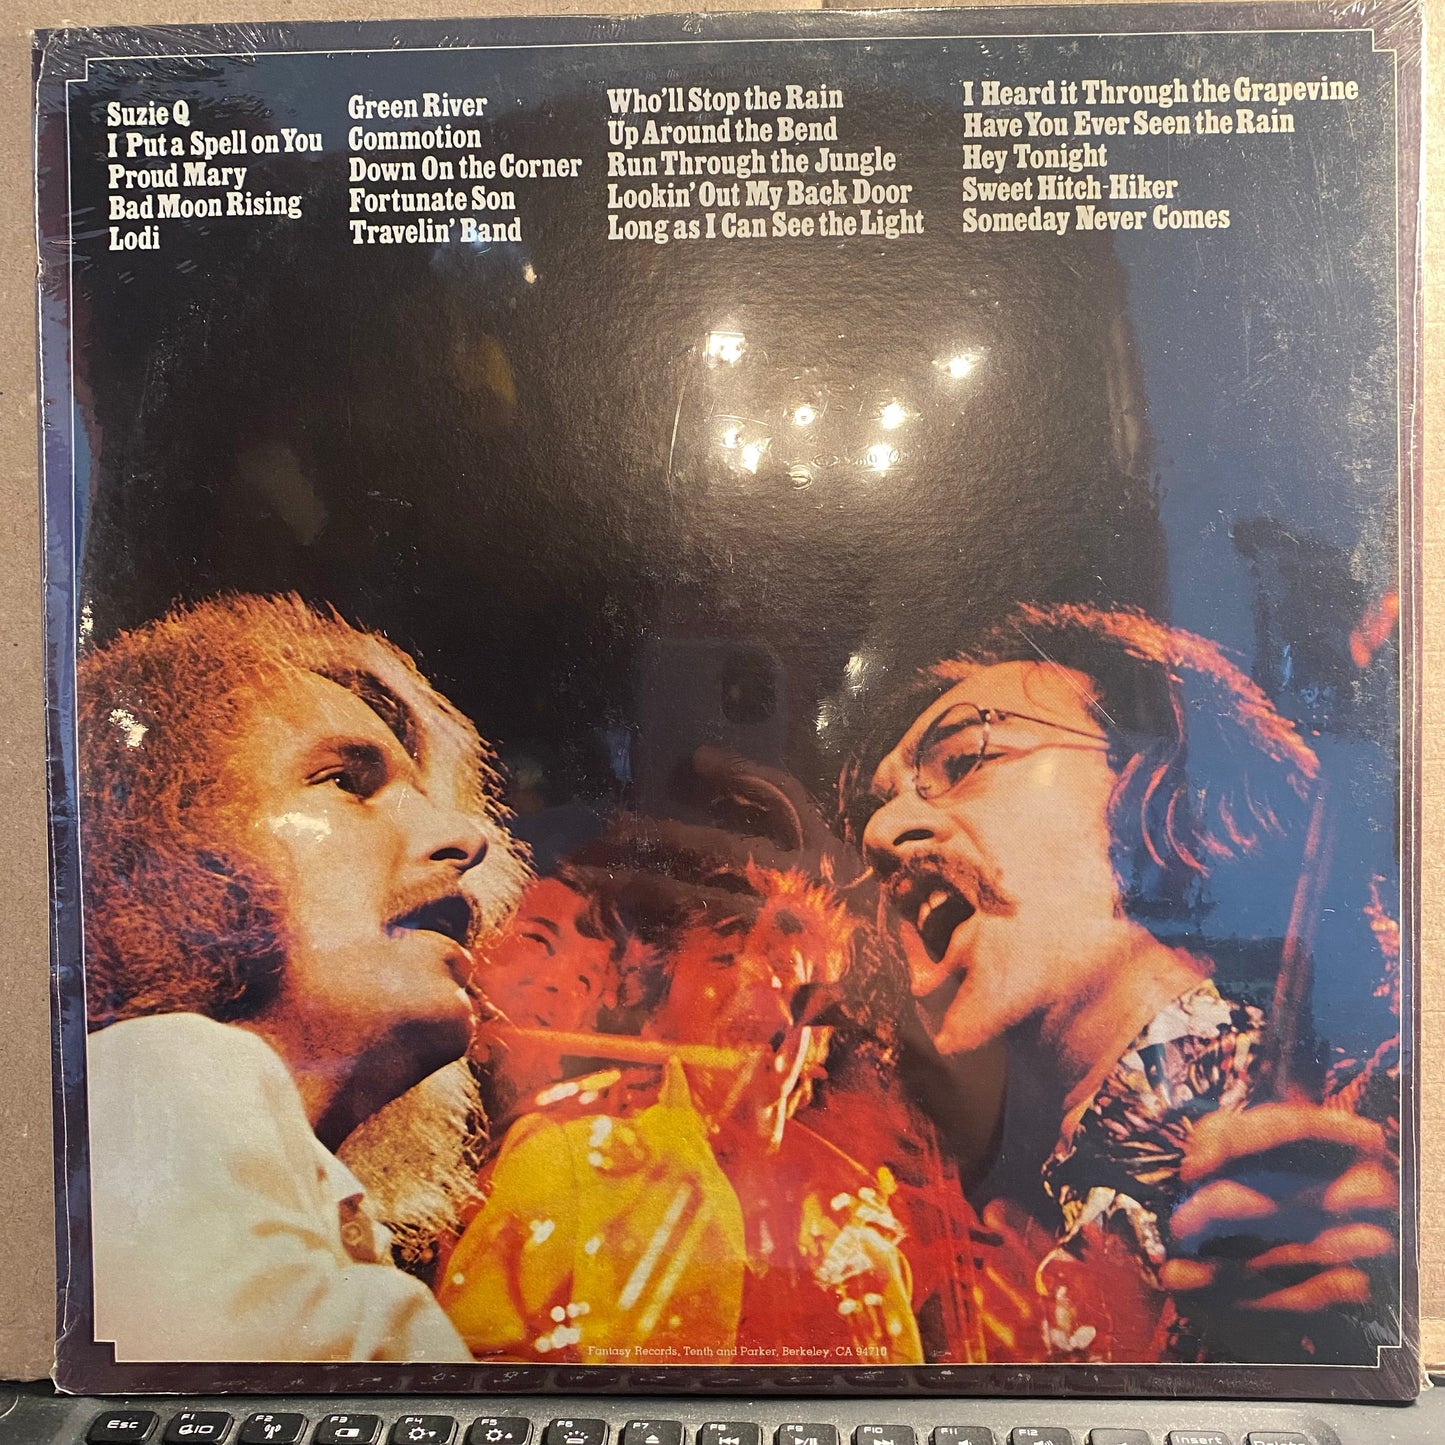 Suzie Q
I Put a Spell on You
Proud Mary
Bad Moon Rising
Lodi
Green River
Commotion
Down On the Corner
Fortunate Son
Travelin' Band
Who'll Stop the Rain
Up Around the Bend
Run Through the Jungle
Lookin' Out My Back Door
Long as I Can See the Light
I Heard it Through the Grapevine
Have You Ever Seen the Rain
Hey Tonight
Sweet Hitch-Hiker
Someday Never Comes
Fantasy Records, Tenth and Parker, Berkeley, CA 94710
Esc F1 F2 F3 F4 F5 F6 F7 F8 F9 F10 F11 F12 Insert Delete